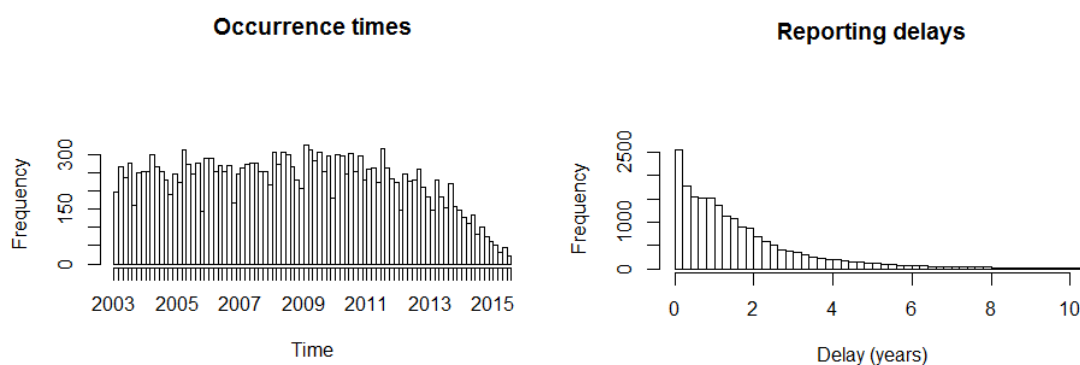 Occurrence times
Frequency
0 150 300
2003 2005 2007 2009 2011 2013 2015
Time
Reporting delays
Frequency
0 1000 2500
0 2 4 6 8 10
Delay (years)